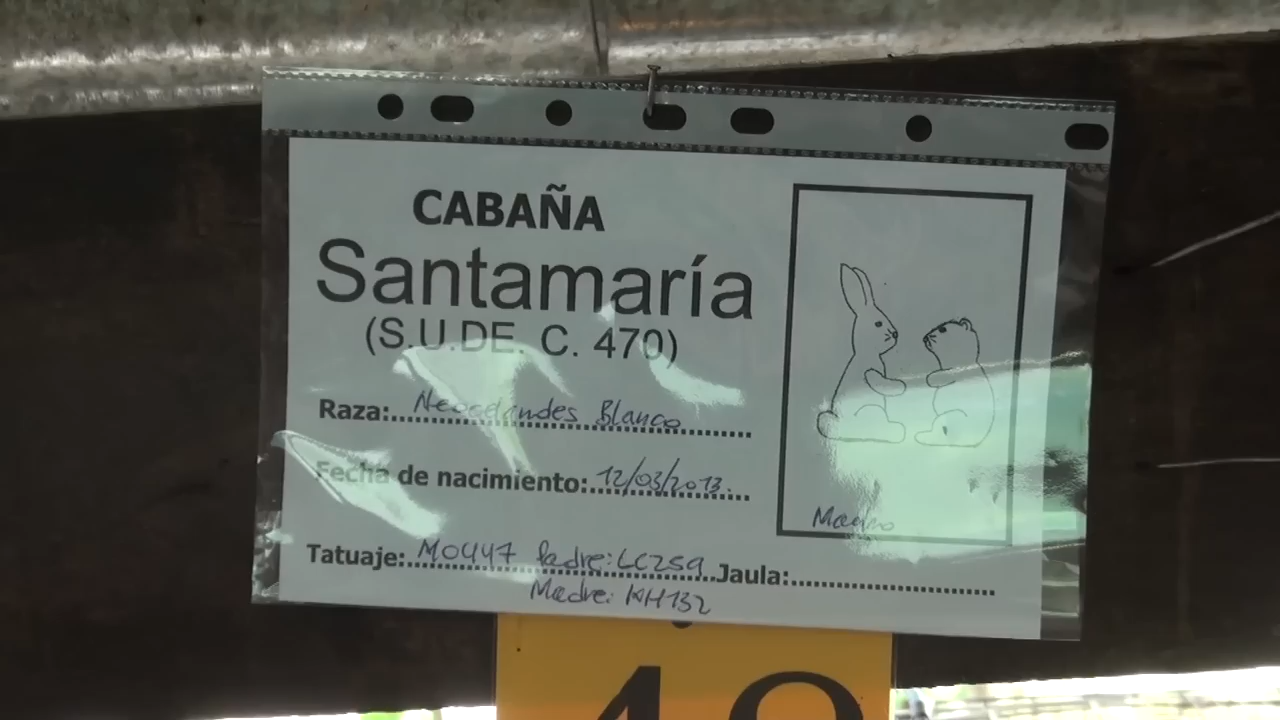 CABAÑA
Santamaría
(S.U.DE. C. 470)
Raza: Neozelandes Blanco
Fecha de nacimiento: 12/03/2013.
Tatuaje: M0447 Padre: LC259 Jaula:
Madre: KH132